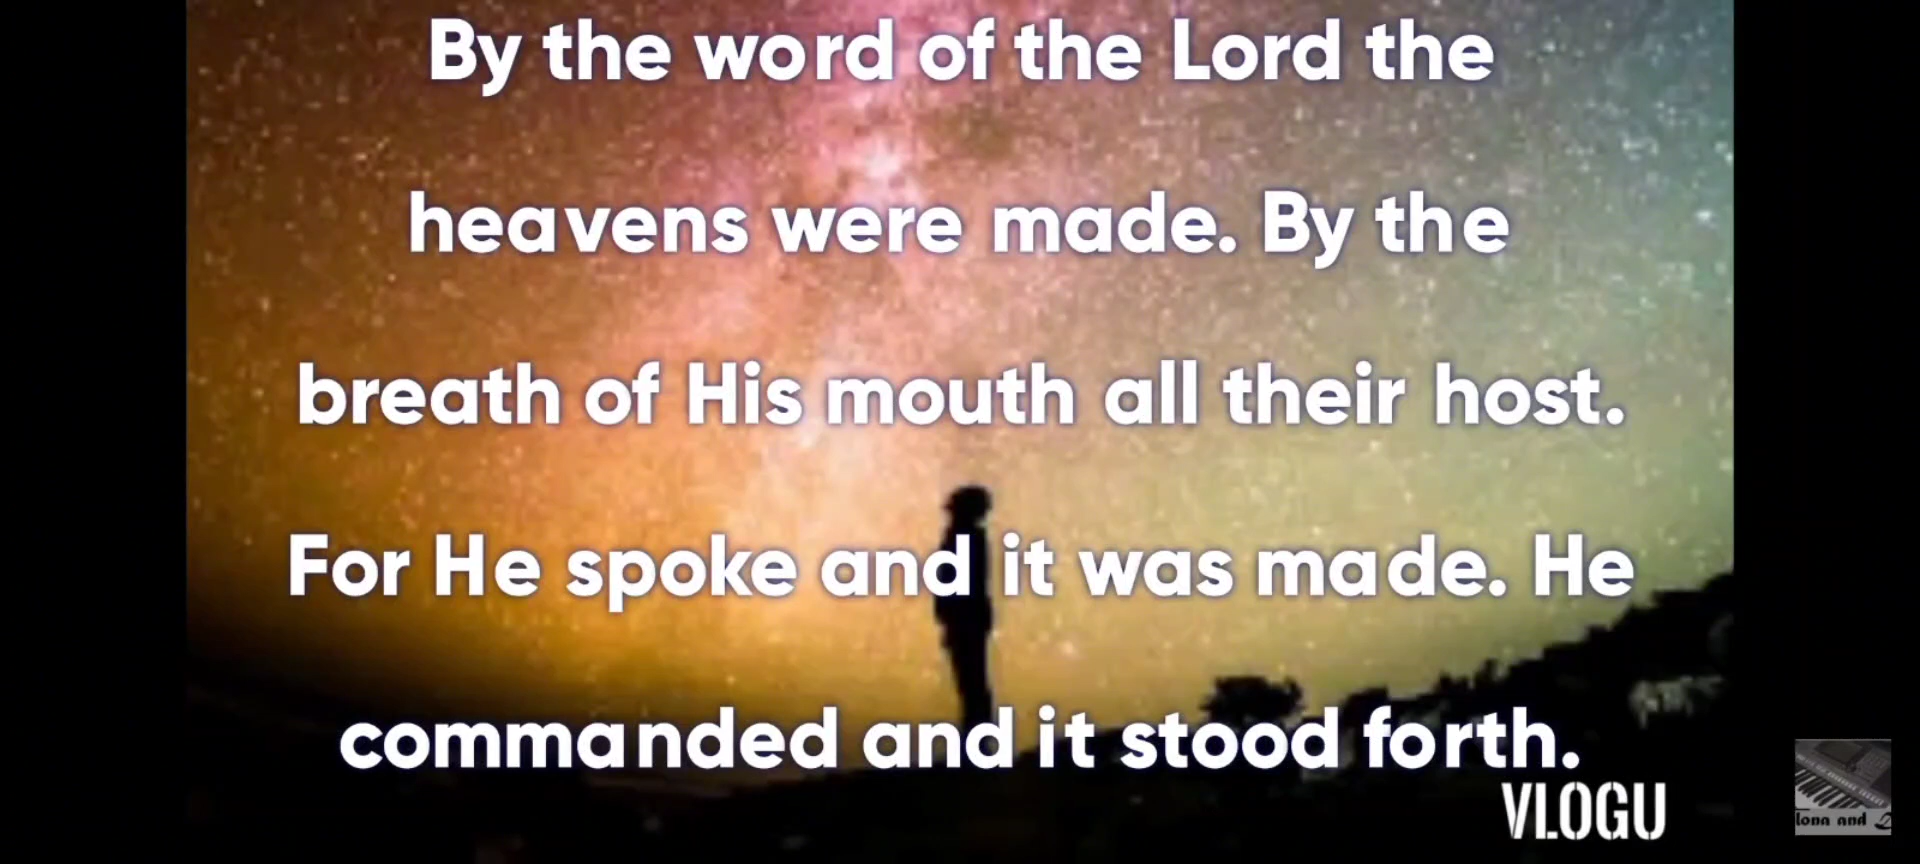 By the word of the Lord the
heavens were made. By the
breath of His mouth all their host.
For He spoke and it was made. He
commanded and it stood forth.
VLOGU
and